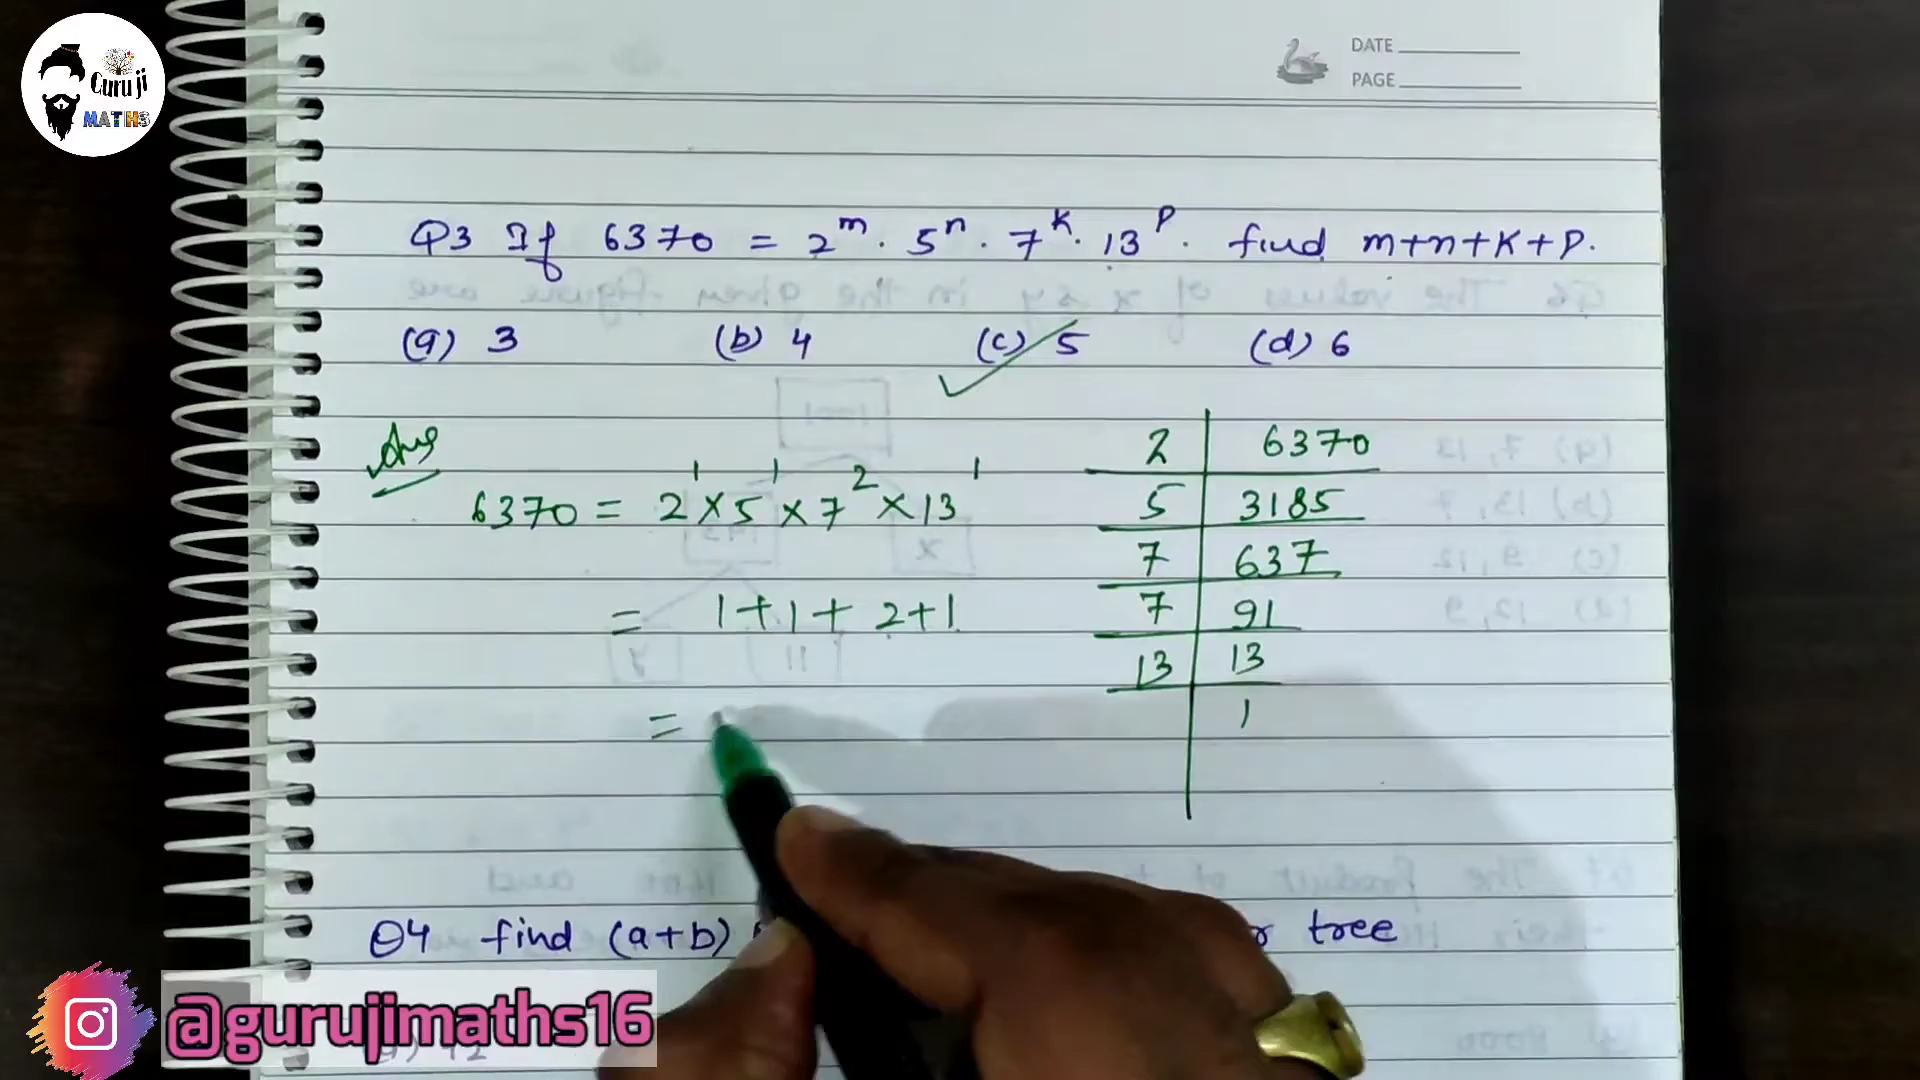 Guru ji
MATHS
DATE
PAGE
Q3 If 6370 = 2^m . 5^n . 7^K . 13^P . find m+n+K+P.
(a) 3 (b) 4 (c) 5 (d) 6
Ans
6370 = 2^1 × 5^1 × 7^2 × 13^1
= 1+1+ 2+1
=
2 | 6370
5 | 3185
7 | 637
7 | 91
13 | 13
1
Q4 find (a+b) tree
@gurujimaths16